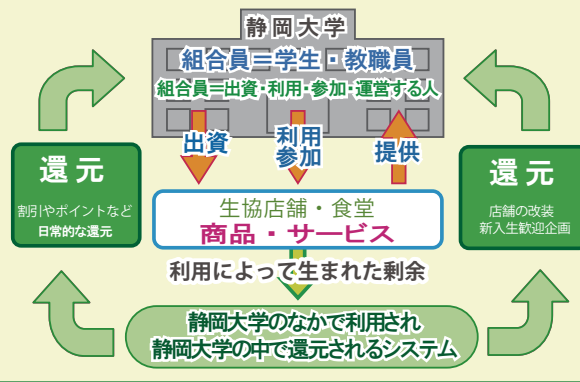 静岡大学
組合員＝学生・教職員
組合員＝出資・利用・参加・運営する人
出資
利用
参加
提供
還元
割引やポイントなど
日常的な還元
生協店舗・食堂
商品・サービス
還元
店舗の改装
新入生歓迎企画
利用によって生まれた剰余
静岡大学のなかで利用され
静岡大学の中で還元されるシステム